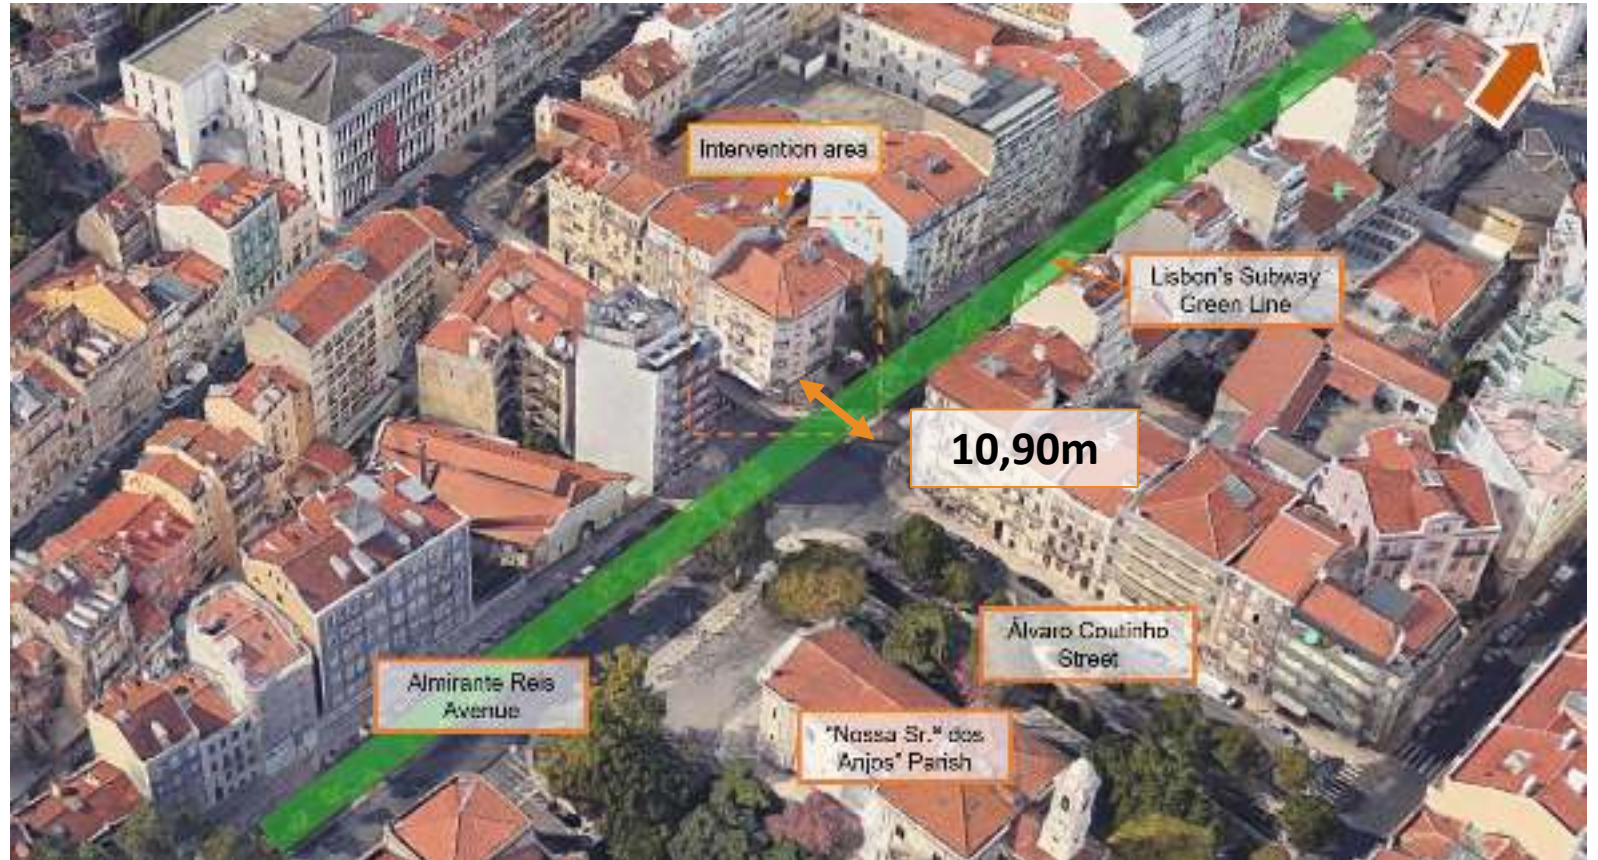 Intervention area
Lisbon's Subway
Green Line
10,90m
Álvaro Coutinho
Street
Almirante Reis
Avenue
"Nossa Sr.ª dos
Anjos" Parish